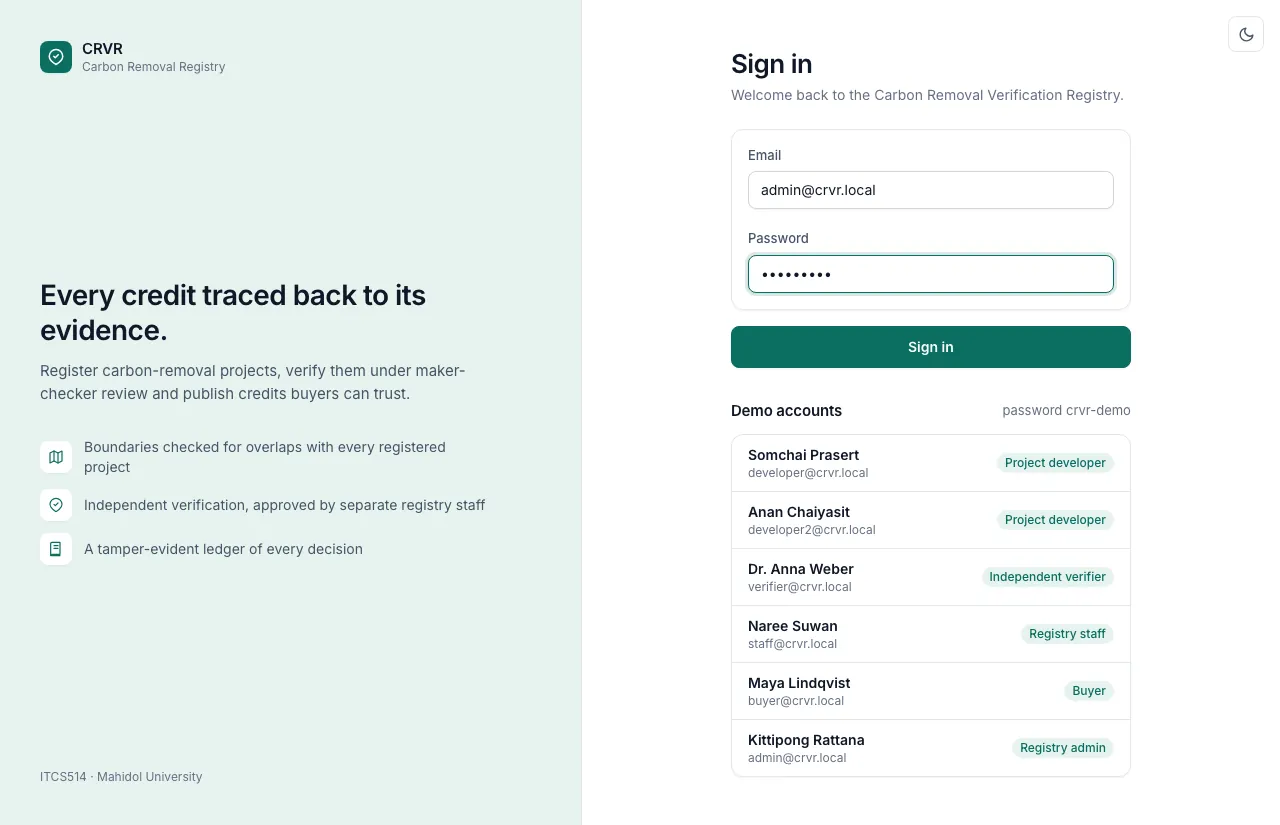 CRVR
Carbon Removal Registry
Every credit traced back to its
evidence.
Register carbon-removal projects, verify them under maker-
checker review and publish credits buyers can trust.
Boundaries checked for overlaps with every registered
project
Independent verification, approved by separate registry staff
A tamper-evident ledger of every decision
ITCS514 · Mahidol University
Sign in
Welcome back to the Carbon Removal Verification Registry.
Email
admin@crvr.local
Password
•••••••••
Sign in
Demo accounts
password crvr-demo
Somchai Prasert
developer@crvr.local
Project developer
Anan Chaiyasit
developer2@crvr.local
Project developer
Dr. Anna Weber
verifier@crvr.local
Independent verifier
Naree Suwan
staff@crvr.local
Registry staff
Maya Lindqvist
buyer@crvr.local
Buyer
Kittipong Rattana
admin@crvr.local
Registry admin